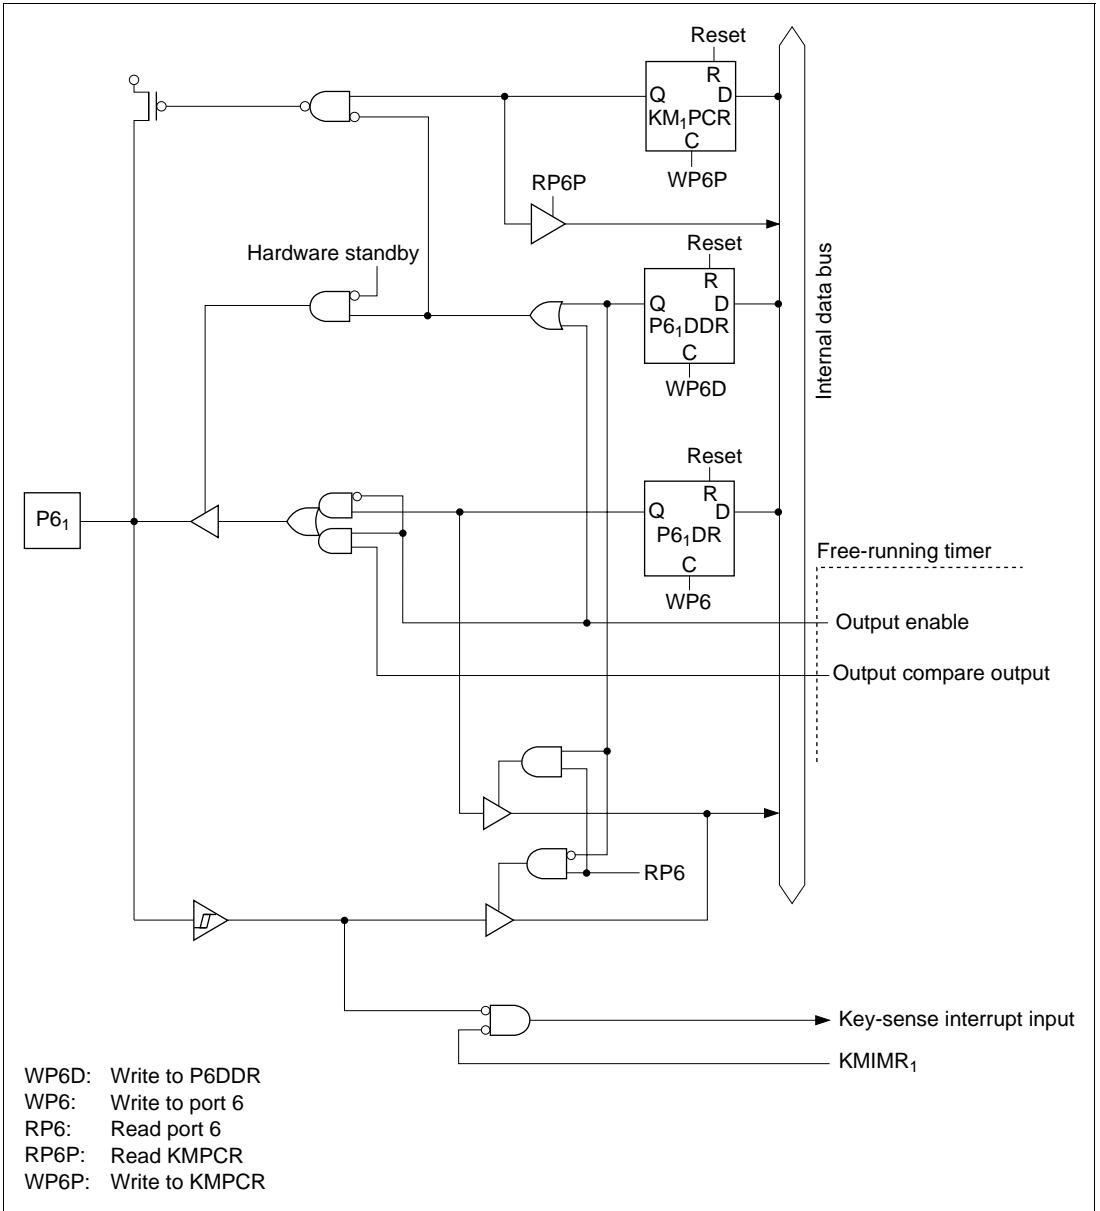 Reset
R
Q D
KM₁PCR
C
WP6P
RP6P
Hardware standby
Reset
R
Q D
P6₁DDR
C
WP6D
Internal data bus
Reset
R
Q D
P6₁DR
C
WP6
P6₁
Free-running timer
Output enable
Output compare output
RP6
Key-sense interrupt input
KMIMR₁
WP6D: Write to P6DDR
WP6: Write to port 6
RP6: Read port 6
RP6P: Read KMPCR
WP6P: Write to KMPCR